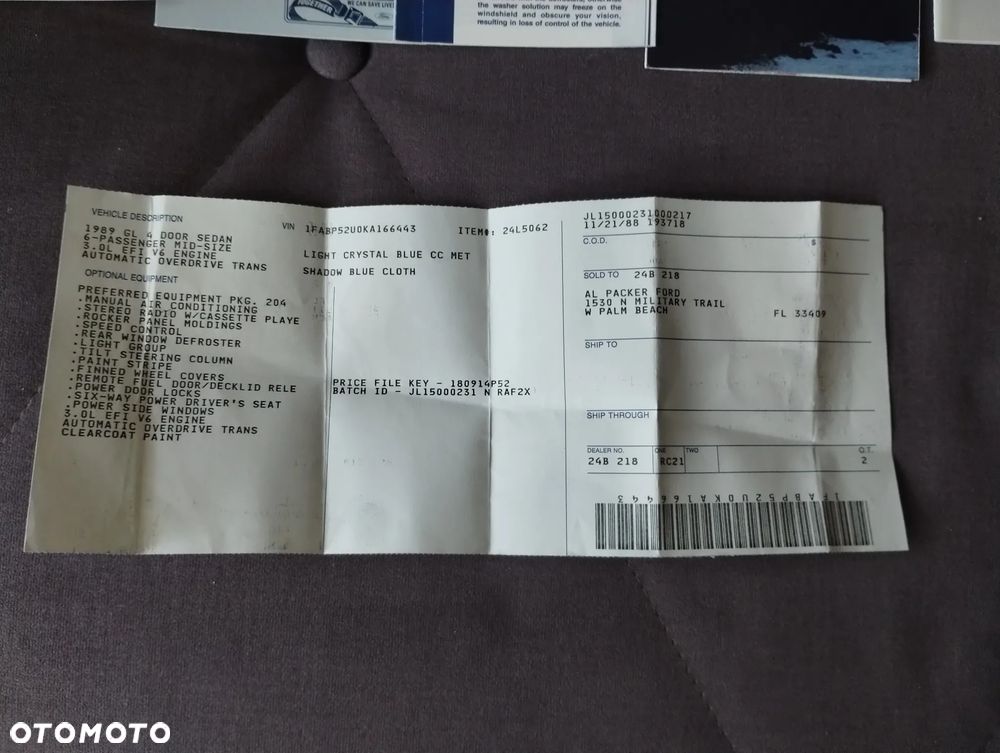 TOGETHER
WE CAN SAVE LIVES
Ford
the washer solution may freeze on the
windshield and obscure your vision,
resulting in loss of control of the vehicle.
VEHICLE DESCRIPTION
1989 GL 4 DOOR SEDAN
6-PASSENGER MID-SIZE
3.0L EFI V6 ENGINE
AUTOMATIC OVERDRIVE TRANS
VIN 1FABP52U0KA166443 ITEM#: 24L5062
LIGHT CRYSTAL BLUE CC MET
SHADOW BLUE CLOTH
OPTIONAL EQUIPMENT
PREFERRED EQUIPMENT PKG. 204
.MANUAL AIR CONDITIONING
.STEREO RADIO W/CASSETTE PLAYE
.ROCKER PANEL MOLDINGS
.SPEED CONTROL
.REAR WINDOW DEFROSTER
.LIGHT GROUP
.TILT STEERING COLUMN
.PAINT STRIPE
.FINNED WHEEL COVERS
.REMOTE FUEL DOOR/DECKLID RELE
.POWER DOOR LOCKS
.SIX-WAY POWER DRIVER'S SEAT
.POWER SIDE WINDOWS
3.0L EFI V6 ENGINE
AUTOMATIC OVERDRIVE TRANS
CLEARCOAT PAINT
PRICE FILE KEY - 180914P52
BATCH ID - JL15000231 N RAF2X
JL15000231000217
11/21/88 193718
C.O.D. $
SOLD TO 24B 218
AL PACKER FORD
1530 N MILITARY TRAIL
W PALM BEACH FL 33409
SHIP TO
SHIP THROUGH
DEALER NO. ONE TWO O.T.
24B 218 RC21 2
1FABP52U0KA166443
OTOMOTO